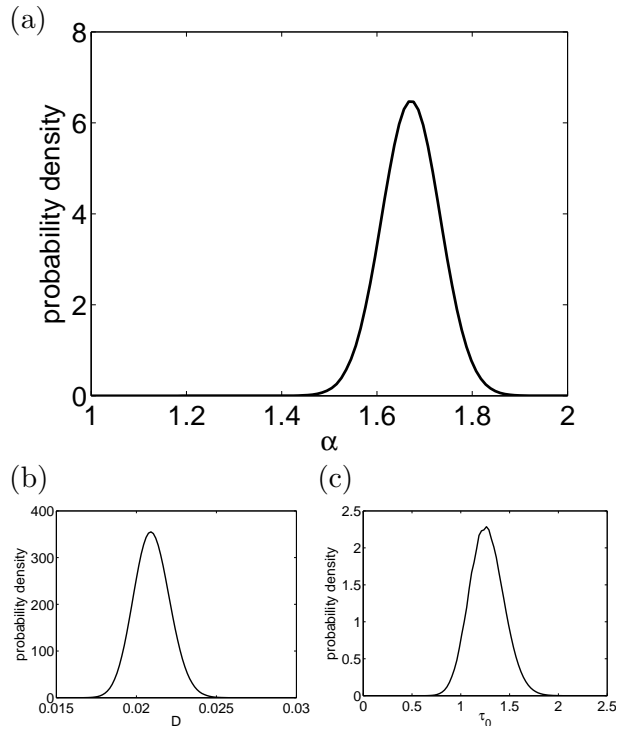 (a)
probability density
8
6
4
2
0
1 1.2 1.4 1.6 1.8 2
α
(b)
probability density
400
300
200
100
0
0.015 0.02 0.025 0.03
D
(c)
probability density
2.5
2
1.5
1
0.5
0
0 0.5 1 1.5 2 2.5
τ0